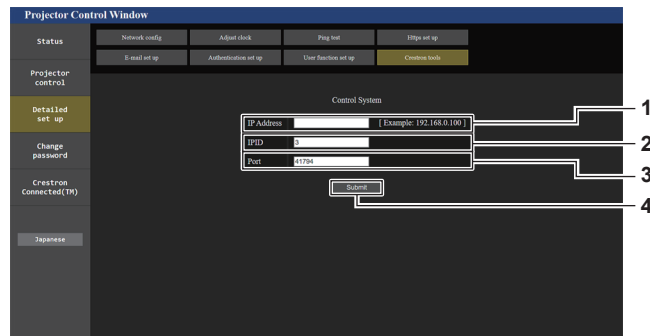 Projector Control Window
Status
Network config
Adjust clock
Ping test
Https set up
E-mail set up
Authentication set up
User function set up
Crestron tools
Projector
control
Detailed
set up
Change
password
Crestron
Connected(TM)
Japanese
Control System
IP Address [ Example: 192.168.0.100 ]
IPID 3
Port 41794
Submit
1
2
3
4